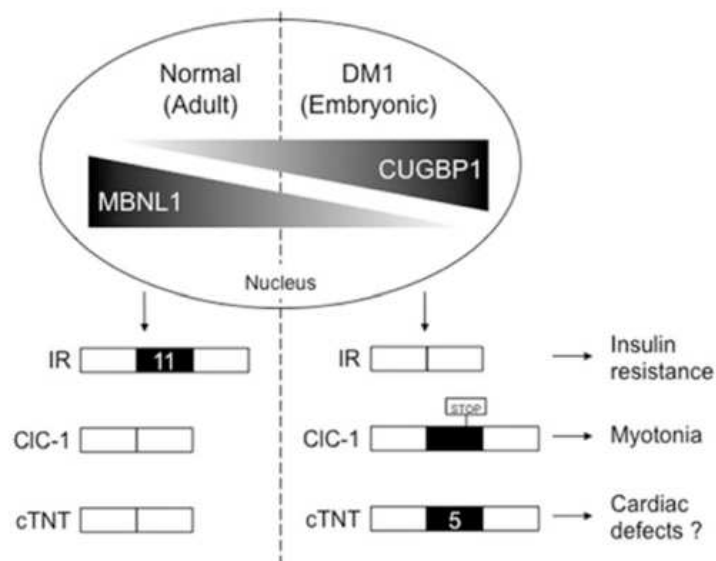 Normal
(Adult)
DM1
(Embryonic)
CUGBP1
MBNL1
Nucleus
IR 11
IR
Insulin
resistance
ClC-1
STOP
ClC-1
Myotonia
cTNT
cTNT 5
Cardiac
defects ?